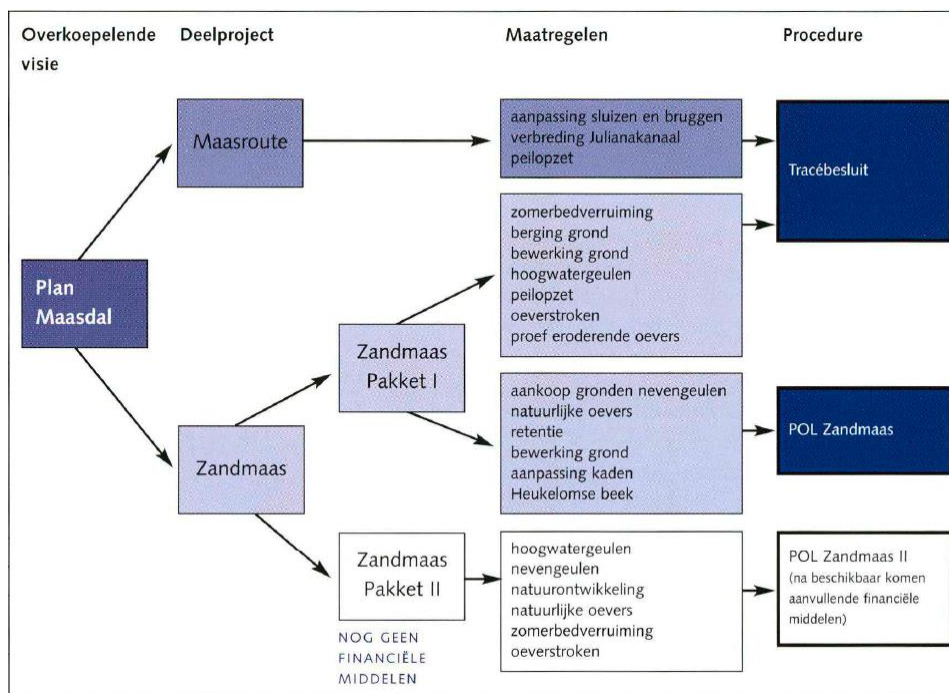 Overkoepelende
visie
Deelproject
Maatregelen
Procedure
Plan
Maasdal
Maasroute
aanpassing sluizen en bruggen
verbreding Julianakanaal
peilopzet
Tracébesluit
Zandmaas
Zandmaas
Pakket I
zomerbedverruiming
berging grond
bewerking grond
hoogwatergeulen
peilopzet
oeverstroken
proef eroderende oevers
aankoop gronden nevengeulen
natuurlijke oevers
retentie
bewerking grond
aanpassing kaden
Heukelomse beek
POL Zandmaas
Zandmaas
Pakket II
NOG GEEN
FINANCIËLE
MIDDELEN
hoogwatergeulen
nevengeulen
natuurontwikkeling
natuurlijke oevers
zomerbedverruiming
oeverstroken
POL Zandmaas II
(na beschikbaar komen
aanvullende financiële
middelen)